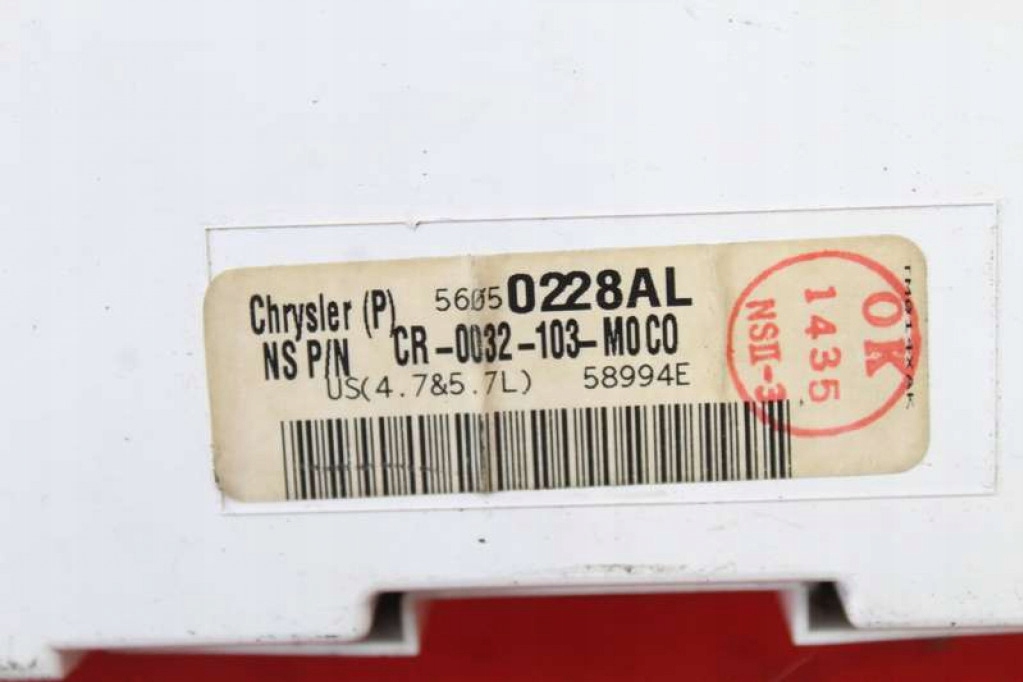 Chrysler (P) 56050228AL
NS P/N CR-0032-103-M0C0
US(4.7&5.7L) 58994E
OK
1435
NSII-3